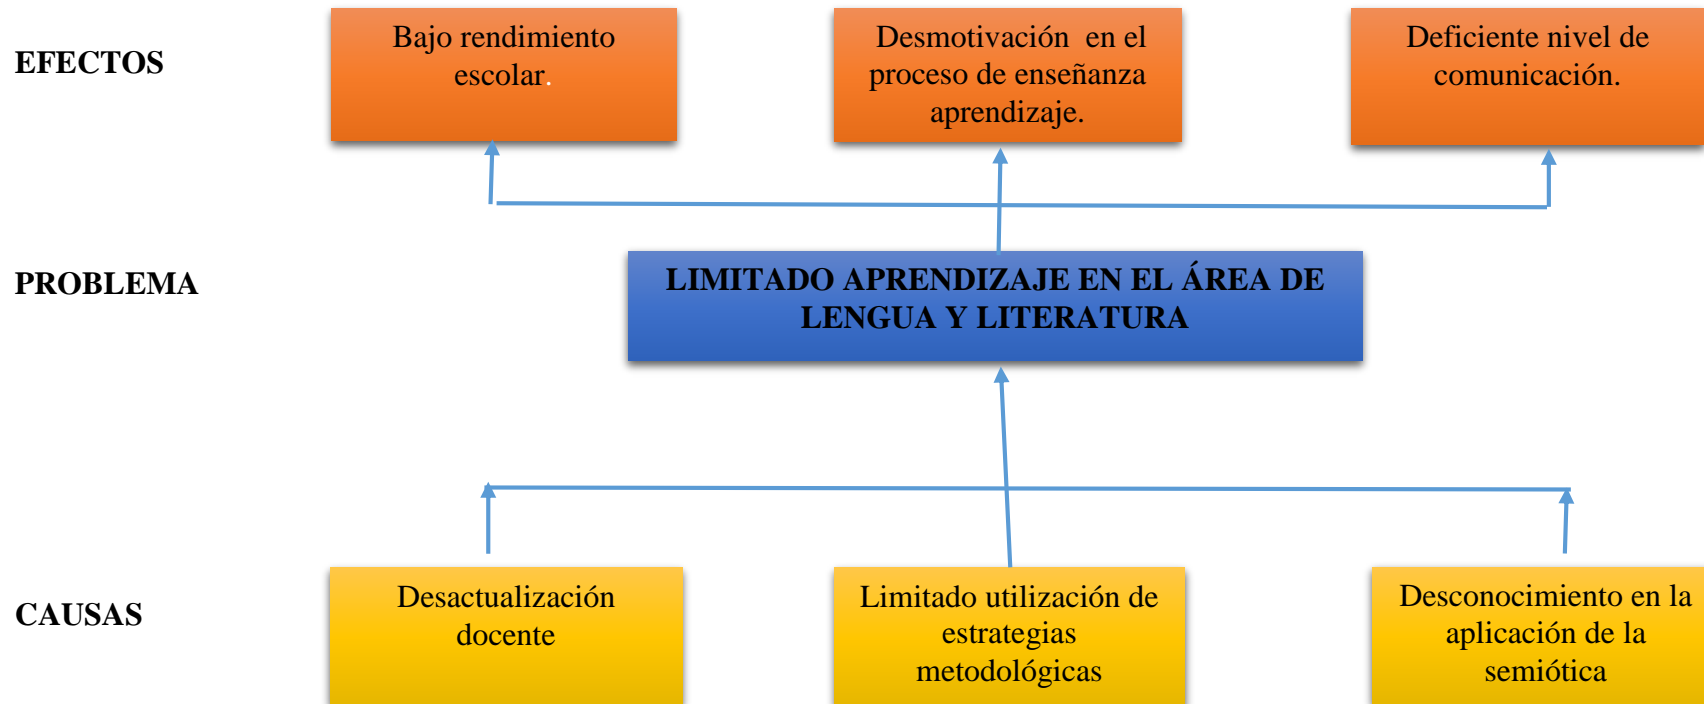 EFECTOS
Bajo rendimiento
escolar.
Desmotivación en el
proceso de enseñanza
aprendizaje.
Deficiente nivel de
comunicación.
PROBLEMA
LIMITADO APRENDIZAJE EN EL ÁREA DE
LENGUA Y LITERATURA
CAUSAS
Desactualización
docente
Limitado utilización de
estrategias
metodológicas
Desconocimiento en la
aplicación de la
semiótica